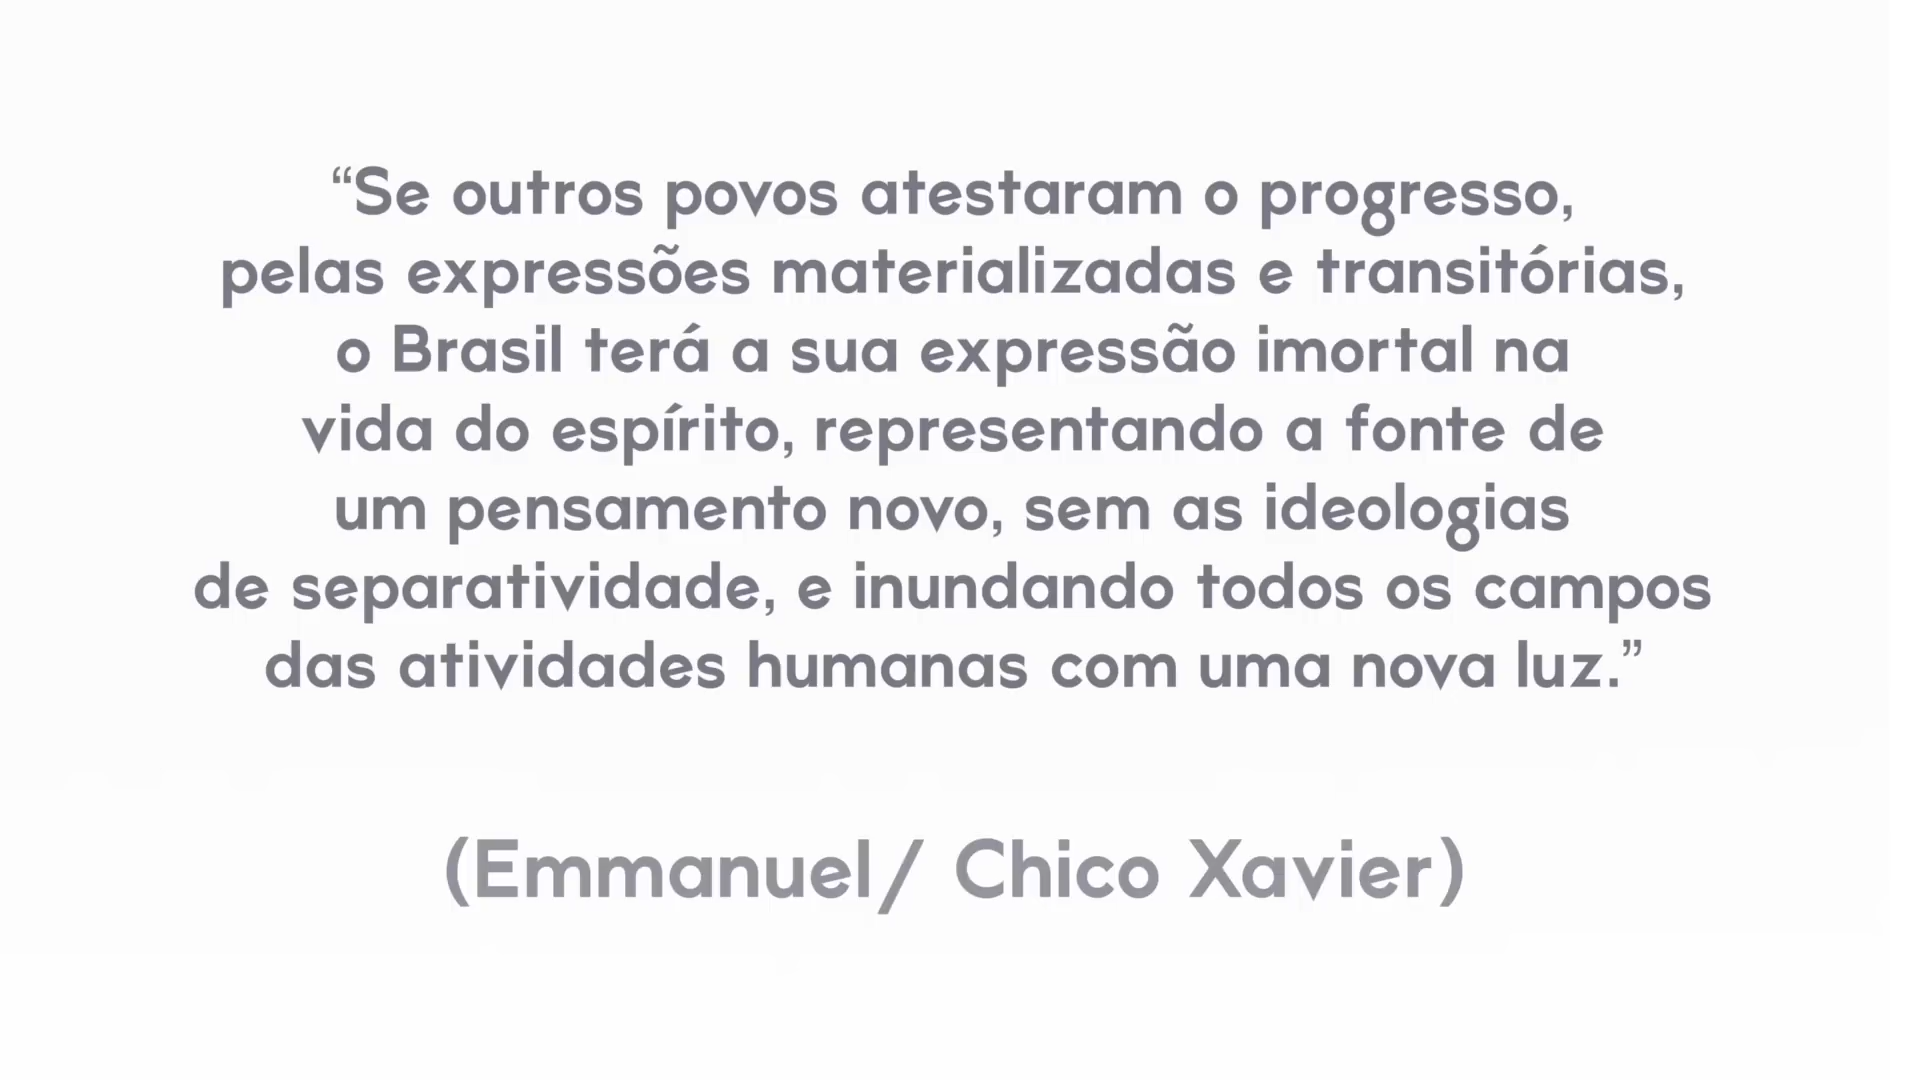 “Se outros povos atestaram o progresso,
pelas expressões materializadas e transitórias,
o Brasil terá a sua expressão imortal na
vida do espírito, representando a fonte de
um pensamento novo, sem as ideologias
de separatividade, e inundando todos os campos
das atividades humanas com uma nova luz.”
(Emmanuel/ Chico Xavier)